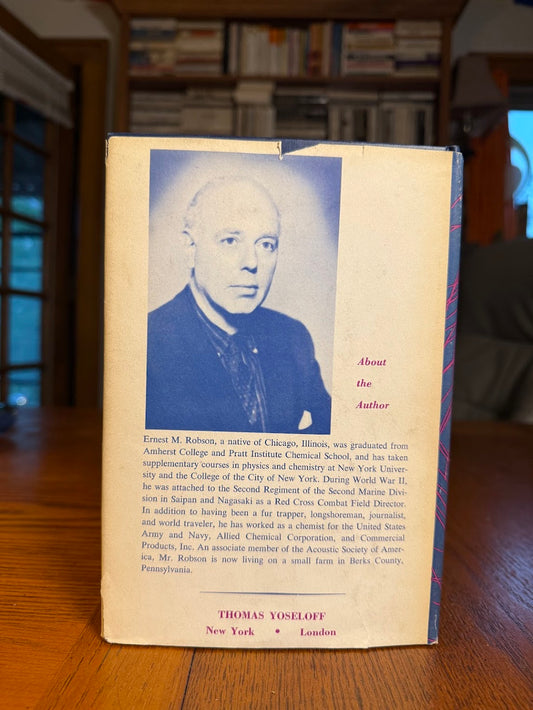 About
the
Author
Ernest M. Robson, a native of Chicago, Illinois, was graduated from
Amherst College and Pratt Institute Chemical School, and has taken
supplementary courses in physics and chemistry at New York Univer-
sity and the College of the City of New York. During World War II,
he was attached to the Second Regiment of the Second Marine Divi-
sion in Saipan and Nagasaki as a Red Cross Combat Field Director.
In addition to having been a fur trapper, longshoreman, journalist,
and world traveler, he has worked as a chemist for the United States
Army and Navy, Allied Chemical Corporation, and Commercial
Products, Inc. An associate member of the Acoustic Society of Amer-
ica, Mr. Robson is now living on a small farm in Berks County,
Pennsylvania.
THOMAS YOSELOFF
New York • London